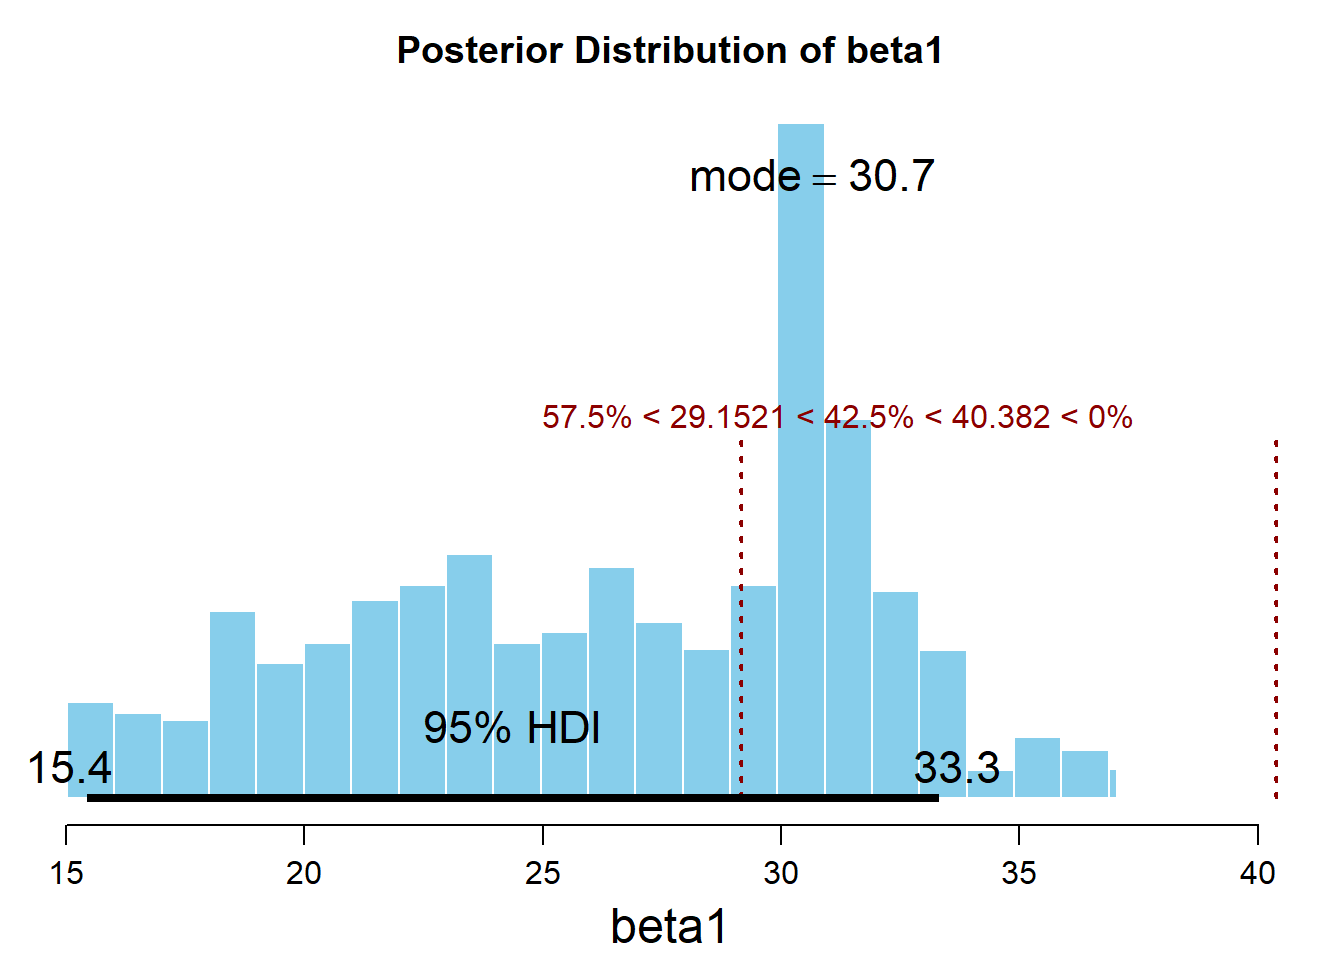 Posterior Distribution of beta1
mode = 30.7
57.5% < 29.1521 < 42.5% < 40.382 < 0%
95% HDI
15.4
33.3
15 20 25 30 35 40
beta1